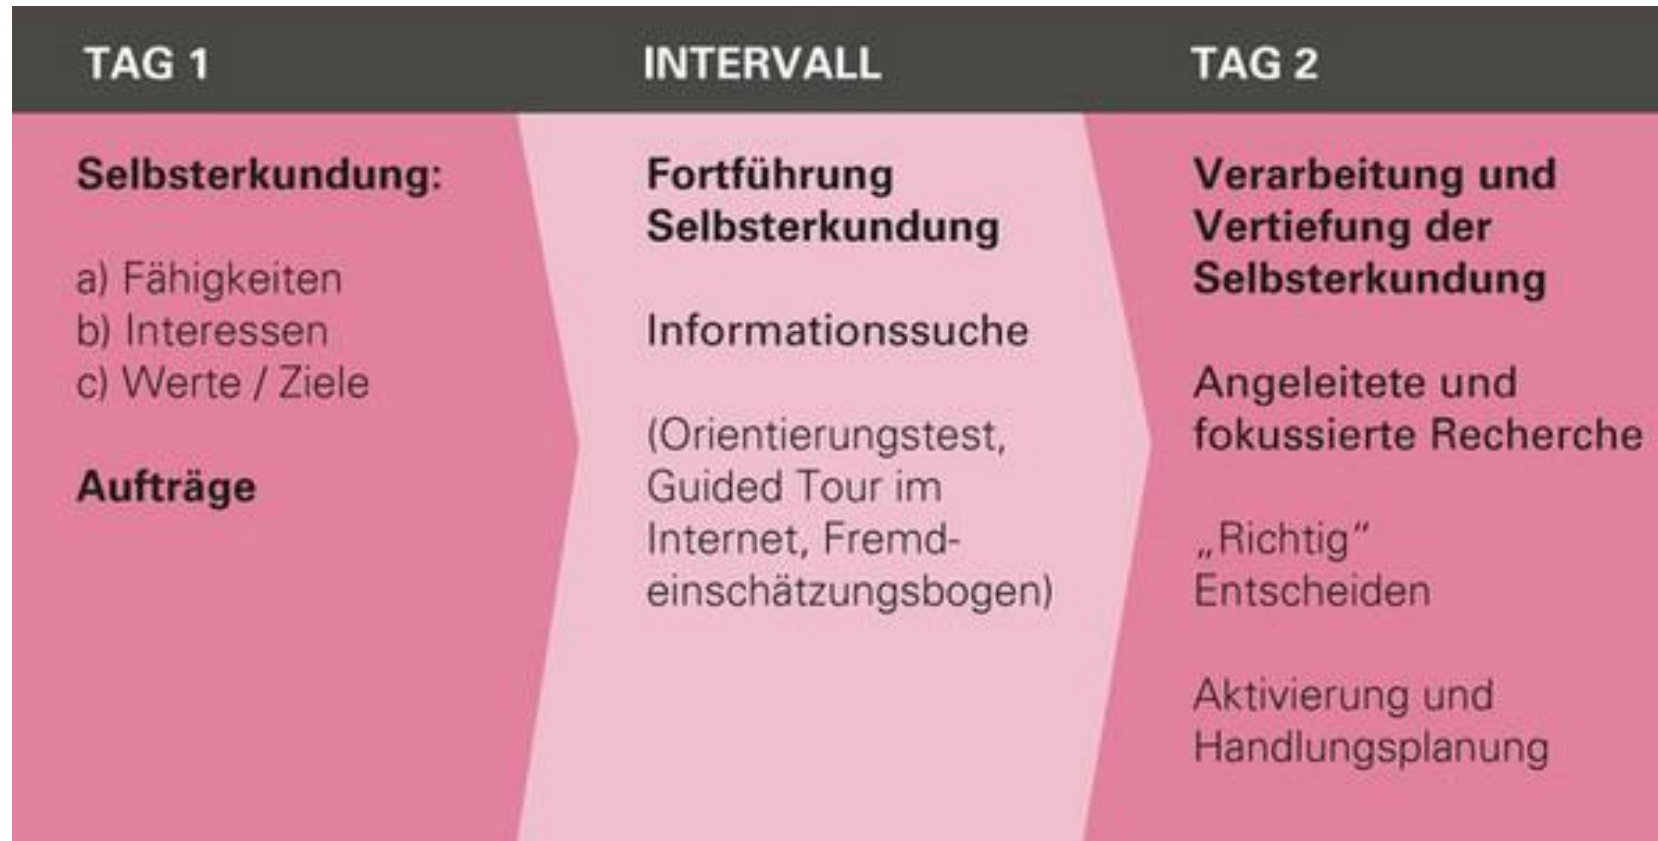 TAG 1
Selbsterkundung:
a) Fähigkeiten
b) Interessen
c) Werte / Ziele
Aufträge
INTERVALL
Fortführung
Selbsterkundung
Informationssuche
(Orientierungstest,
Guided Tour im
Internet, Fremd-
einschätzungsbogen)
TAG 2
Verarbeitung und
Vertiefung der
Selbsterkundung
Angeleitete und
fokussierte Recherche
„Richtig“
Entscheiden
Aktivierung und
Handlungsplanung